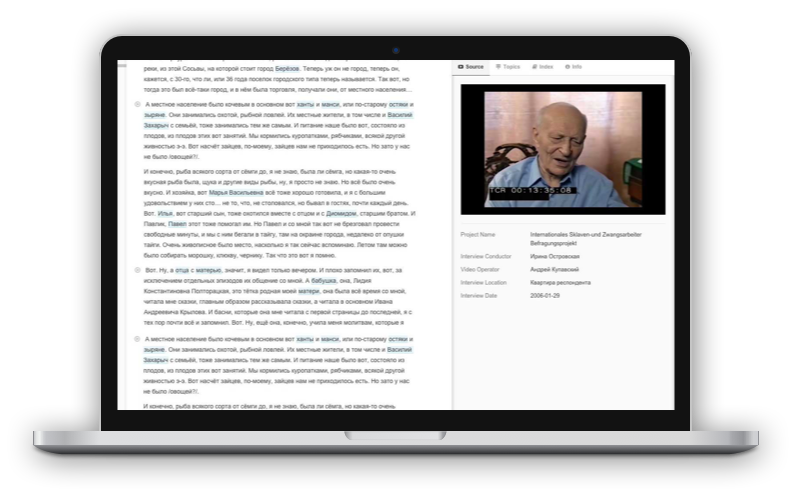 реки, из этой Сосьвы, на которой стоит город Берёзов. Теперь уж он не город, теперь он,
кажется, с 30-го, что ли, или 36 года поселок городского типа теперь называется. Так вот, но
тогда это был всё-таки город, и в нём была торговля, получали они, от местного населения…
А местное население было кочевым в основном вот ханты и манси, или по-старому остяки и
зыряне. Они занимались охотой, рыбной ловлей. Их местные жители, в том числе и Василий
Захарыч с семьёй, тоже занимались тем же самым. И питание наше было вот, состояло из
плодов, из плодов этих вот занятий. Мы кормились куропатками, рябчиками, всякой другой
живностью э-э. Вот насчёт зайцев, по-моему, зайцев нам не приходилось есть. Но зато у нас
не было /овощей?/.
И конечно, рыба всякого сорта от сёмги до, я не знаю, была ли сёмга, но какая-то очень
вкусная рыба была, щука и другие виды рыбы, ну, я просто не знаю. Но всё было очень
вкусно. И хозяйка, вот Марья Васильевна всё тоже хорошо готовила, и я с большим
удовольствием у них сто… не то, что, не столовался, но бывал в гостях, почти каждый день.
Вот. Илья, вот старший сын, тоже охотился вместе с отцом и с Диомидом, старшим братом. И
Павлик, Павел этот тоже помогал им. Но Павел и со мной так вот не брезговал провести
свободные минуты, и мы с ним бегали в тайгу, там на окраине города, недалеко от опушки
тайги. Очень живописное было место, насколько я так сейчас вспоминаю. Летом там можно
было собирать морошку, клюкву, чернику. Так что это вот я помню.
Вот. Ну, а отца с матерью, значит, я видел только вечером. И плохо запомнил их, вот, за
исключением отдельных эпизодов их общение со мной. А бабушка, она, Лидия
Константиновна Полторацкая, это тётка родная моей матери, она была всё время со мной,
читала мне сказки, главным образом рассказывала сказки, а читала в основном Ивана
Андреевича Крылова. И басни, которые она мне читала с первой страницы до последней, я с
тех пор почти всё и запомнил. Вот. Ну, ещё она, конечно, учила меня молитвам, которые я
А местное население было кочевым в основном вот ханты и манси, или по-старому остяки и
зыряне. Они занимались охотой, рыбной ловлей. Их местные жители, в том числе и Василий
Захарыч с семьёй, тоже занимались тем же самым. И питание наше было вот, состояло из
плодов, из плодов этих вот занятий. Мы кормились куропатками, рябчиками, всякой другой
живностью э-э. Вот насчёт зайцев, по-моему, зайцев нам не приходилось есть. Но зато у нас
не было /овощей?/.
И конечно, рыба всякого сорта от сёмги до, я не знаю, была ли сёмга, но какая-то очень
Source Topics Index Info
TCR 00:13:35:08
Project Name Internationales Sklaven-und Zwangsarbeiter
Befragungsprojekt
Interview Conductor Ирина Островская
Video Operator Андрей Купавский
Interview Location Квартира респондента
Interview Date 2006-01-29